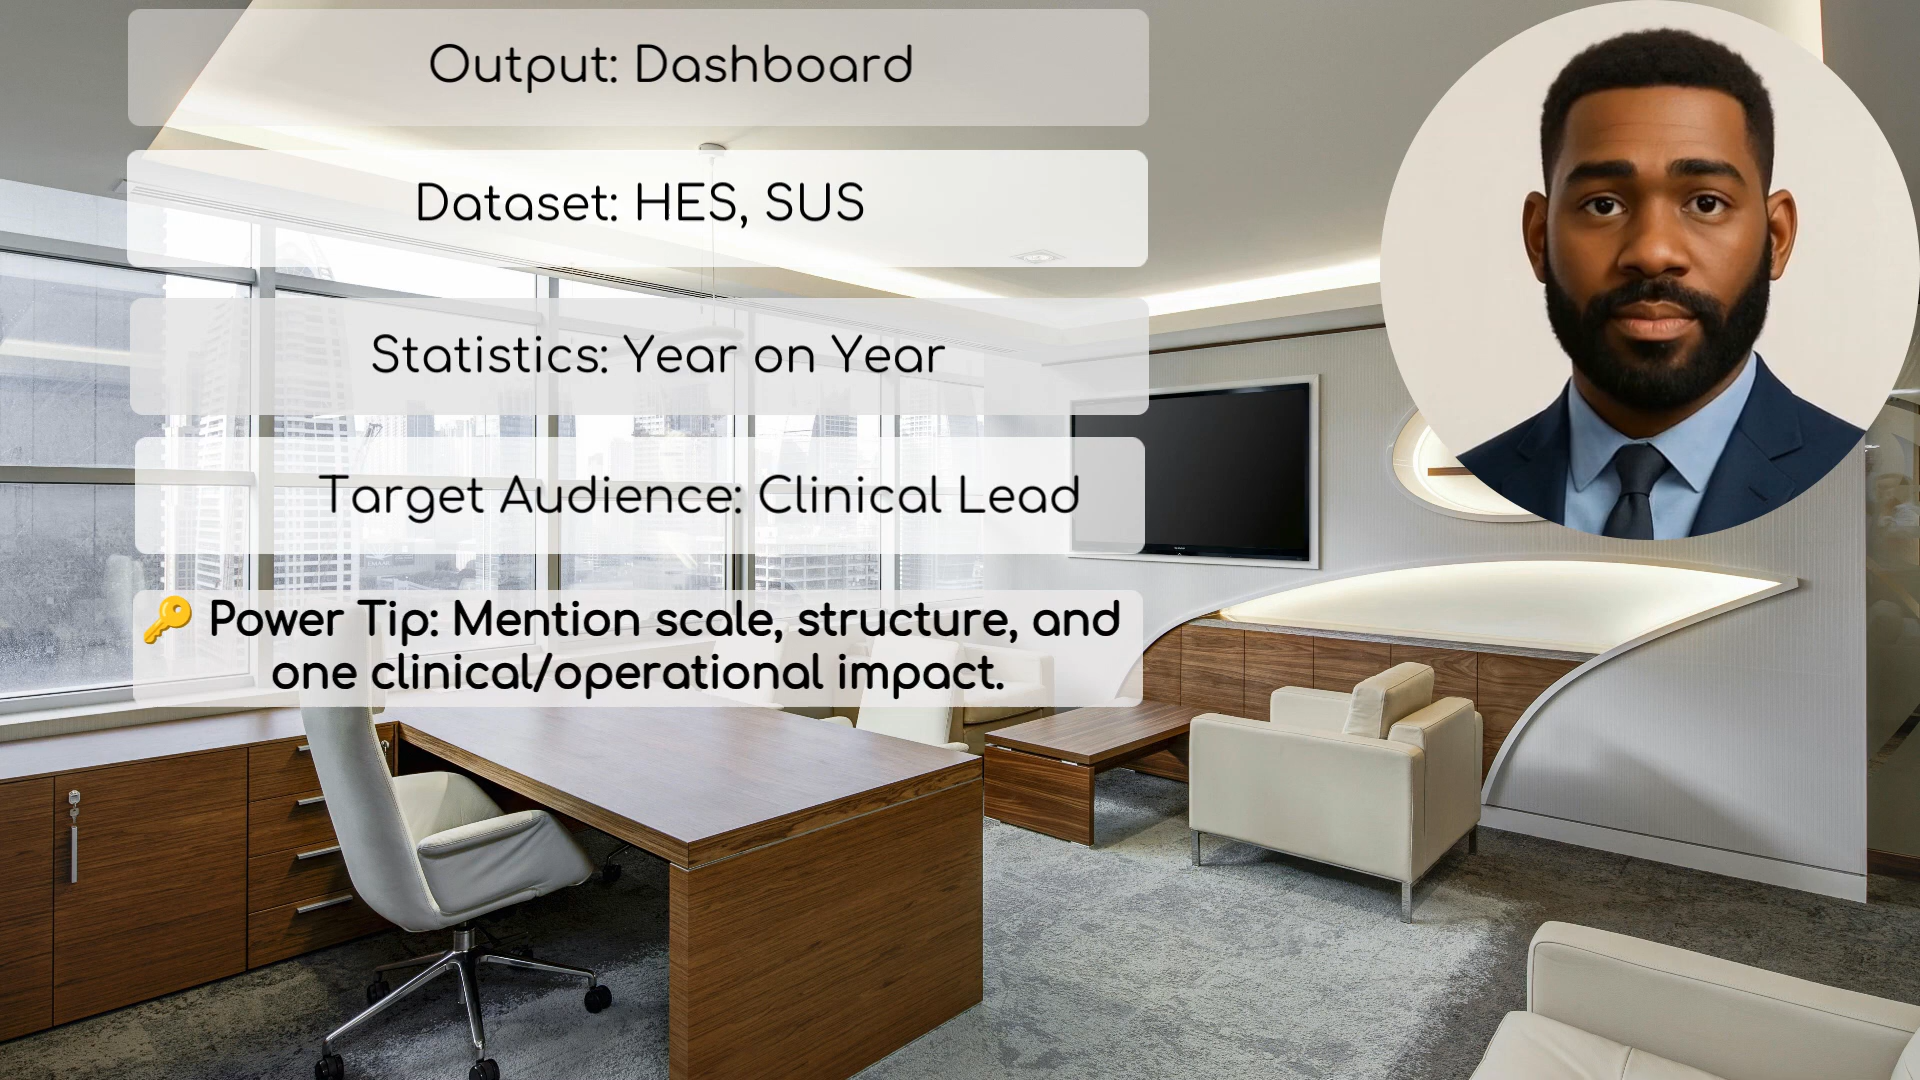 Output: Dashboard
Dataset: HES, SUS
Statistics: Year on Year
Target Audience: Clinical Lead
🔑 Power Tip: Mention scale, structure, and
one clinical/operational impact.